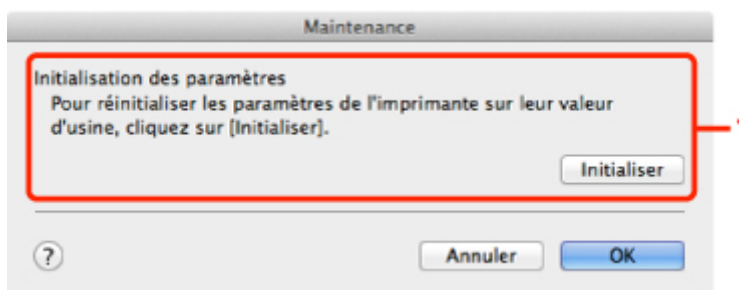 Maintenance
Initialisation des paramètres
Pour réinitialiser les paramètres de l'imprimante sur leur valeur
d'usine, cliquez sur [Initialiser].
Initialiser
?
Annuler
OK